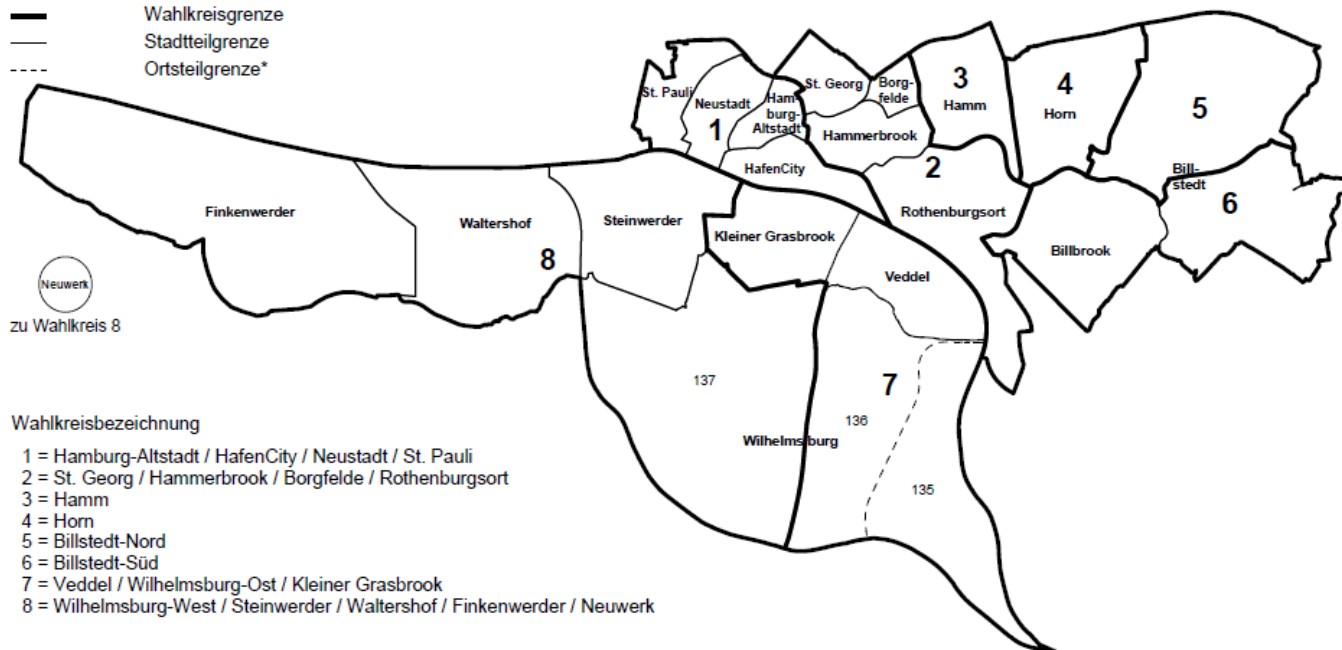 Wahlkreisgrenze
Stadtteilgrenze
Ortsteilgrenze*
St. Pauli
Neustadt
1
Ham-
burg-
Altstadt
HafenCity
St. Georg
Borg-
felde
Hammerbrook
2
Rothenburgsort
3
Hamm
4
Horn
5
Bill-
stedt
6
Billbrook
Finkenwerder
Waltershof
8
Steinwerder
Kleiner Grasbrook
Veddel
Neuwerk
zu Wahlkreis 8
137
7
136
Wilhelmsburg
135
Wahlkreisbezeichnung
1 = Hamburg-Altstadt / HafenCity / Neustadt / St. Pauli
2 = St. Georg / Hammerbrook / Borgfelde / Rothenburgsort
3 = Hamm
4 = Horn
5 = Billstedt-Nord
6 = Billstedt-Süd
7 = Veddel / Wilhelmsburg-Ost / Kleiner Grasbrook
8 = Wilhelmsburg-West / Steinwerder / Waltershof / Finkenwerder / Neuwerk